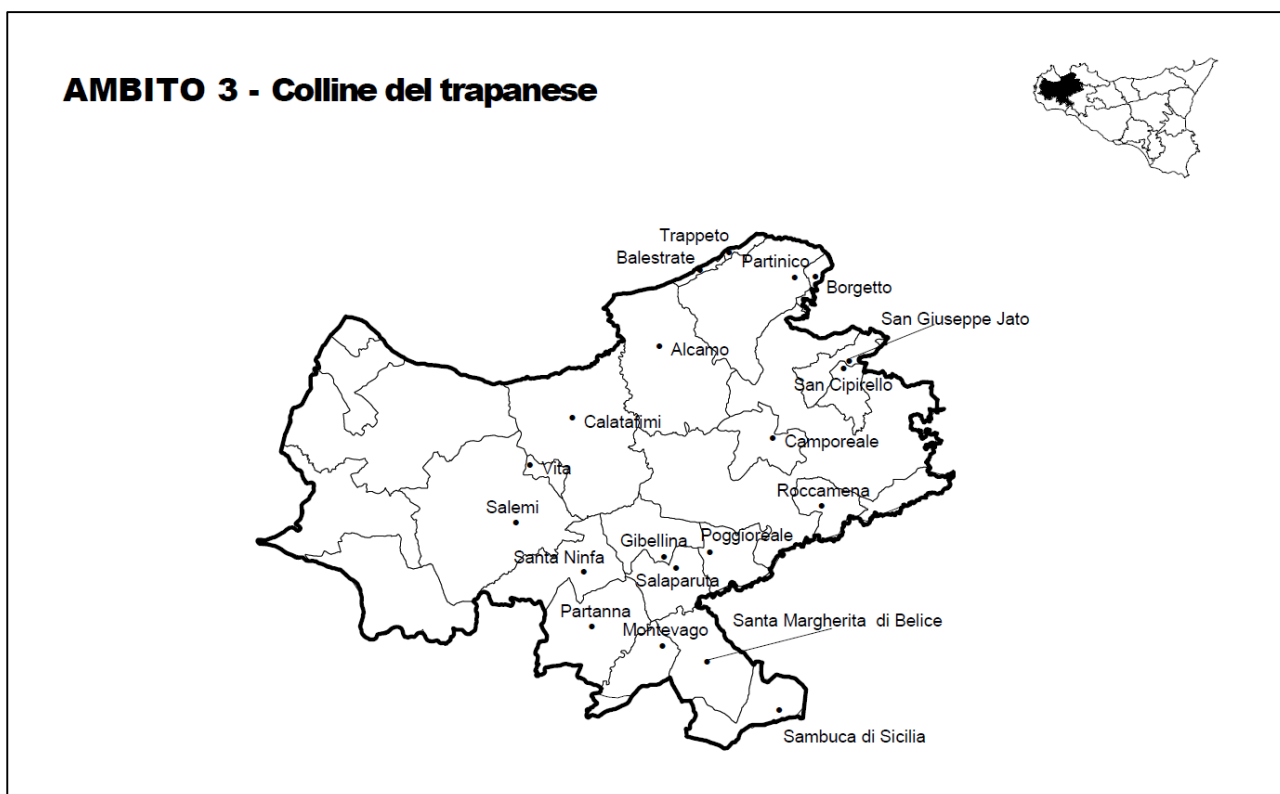 AMBITO 3 - Colline del trapanese
Trappeto
Balestrate
Partinico
Borgetto
San Giuseppe Jato
Alcamo
San Cipirello
Calatafimi
Camporeale
Vita
Roccamena
Salemi
Gibellina
Poggioreale
Santa Ninfa
Salaparuta
Partanna
Santa Margherita di Belice
Montevago
Sambuca di Sicilia